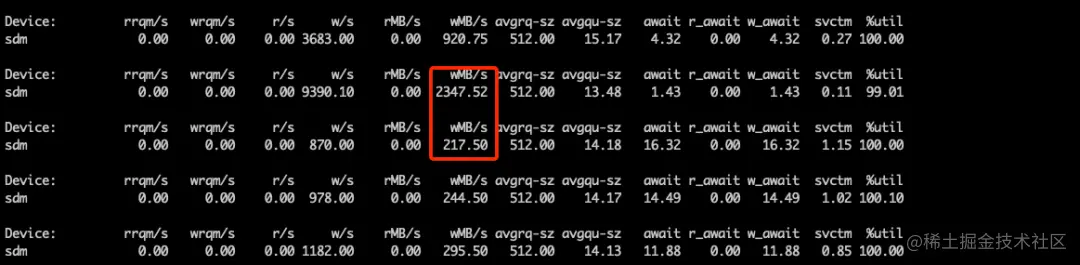 Device: rrqm/s wrqm/s r/s w/s rMB/s wMB/s avgrq-sz avgqu-sz await r_await w_await svctm %util
sdm 0.00 0.00 0.00 3683.00 0.00 920.75 512.00 15.17 4.32 0.00 4.32 0.27 100.00
Device: rrqm/s wrqm/s r/s w/s rMB/s wMB/s avgrq-sz avgqu-sz await r_await w_await svctm %util
sdm 0.00 0.00 0.00 9390.10 0.00 2347.52 512.00 13.48 1.43 0.00 1.43 0.11 99.01
Device: rrqm/s wrqm/s r/s w/s rMB/s wMB/s avgrq-sz avgqu-sz await r_await w_await svctm %util
sdm 0.00 0.00 0.00 870.00 0.00 217.50 512.00 14.18 16.32 0.00 16.32 1.15 100.00
Device: rrqm/s wrqm/s r/s w/s rMB/s wMB/s avgrq-sz avgqu-sz await r_await w_await svctm %util
sdm 0.00 0.00 0.00 978.00 0.00 244.50 512.00 14.17 14.49 0.00 14.49 1.02 100.10
Device: rrqm/s wrqm/s r/s w/s rMB/s wMB/s avgrq-sz avgqu-sz await r_await w_await svctm %util
sdm 0.00 0.00 0.00 1182.00 0.00 295.50 512.00 14.13 11.88 0.00 11.88 0.85 100.00
@稀土掘金技术社区